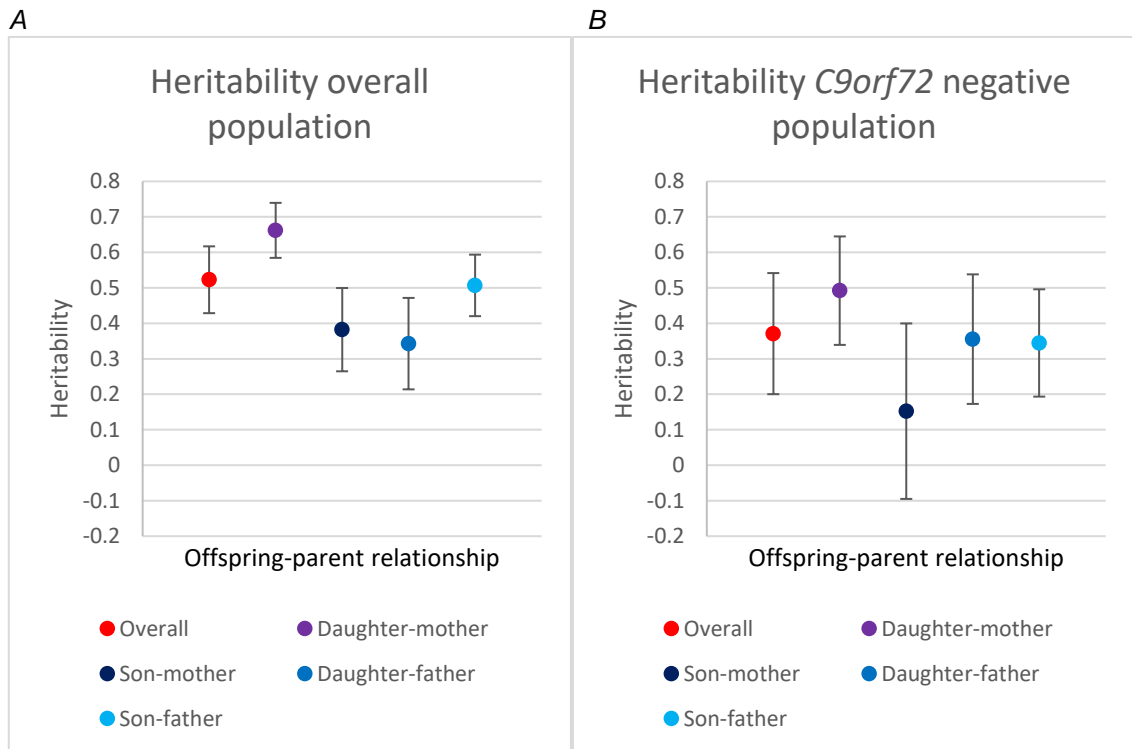 A
Heritability overall
population
0.8
0.7
0.6
0.5
0.4
0.3
0.2
0.1
0
-0.1
-0.2
Heritability
Offspring-parent relationship
Overall
Daughter-mother
Son-mother
Daughter-father
Son-father
B
Heritability C9orf72 negative
population
0.8
0.7
0.6
0.5
0.4
0.3
0.2
0.1
0
-0.1
-0.2
Heritability
Offspring-parent relationship
Overall
Daughter-mother
Son-mother
Daughter-father
Son-father